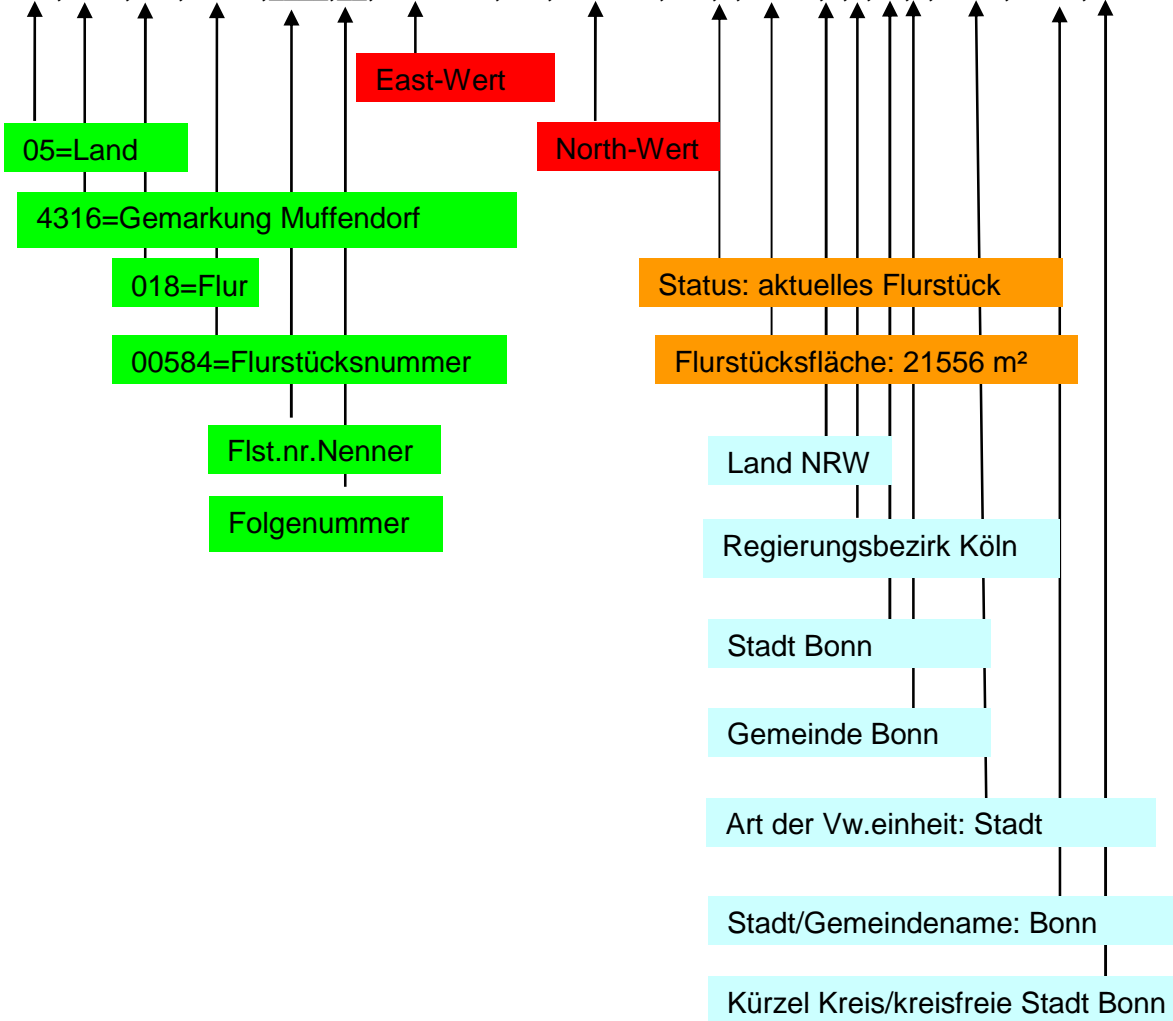 East-Wert
05=Land
North-Wert
4316=Gemarkung Muffendorf
018=Flur
Status: aktuelles Flurstück
00584=Flurstücksnummer
Flurstücksfläche: 21556 m²
Flst.nr.Nenner
Land NRW
Folgenummer
Regierungsbezirk Köln
Stadt Bonn
Gemeinde Bonn
Art der Vw.einheit: Stadt
Stadt/Gemeindename: Bonn
Kürzel Kreis/kreisfreie Stadt Bonn